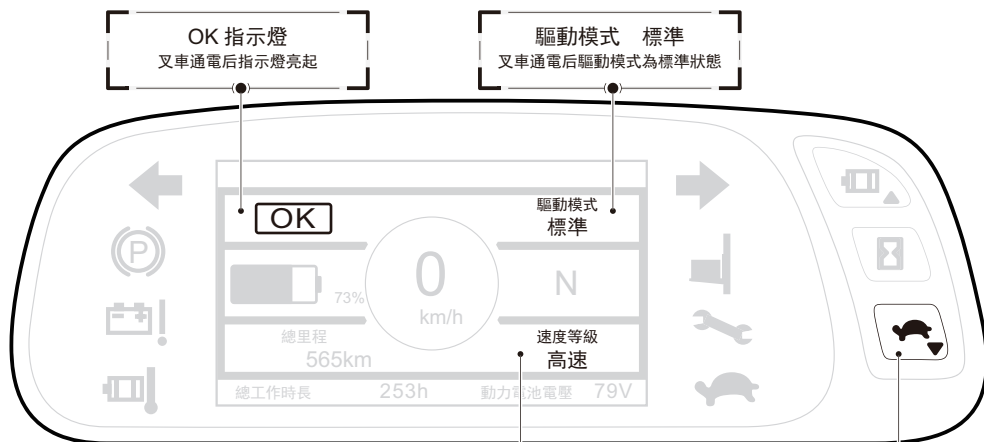 OK 指示燈
叉車通電后指示燈亮起
驅動模式 標準
叉車通電后驅動模式為標準狀態
OK
驅動模式
標準
73%
0
km/h
N
P
總里程
565km
速度等級
高速
總工作時長 253h 動力電池電壓 79V